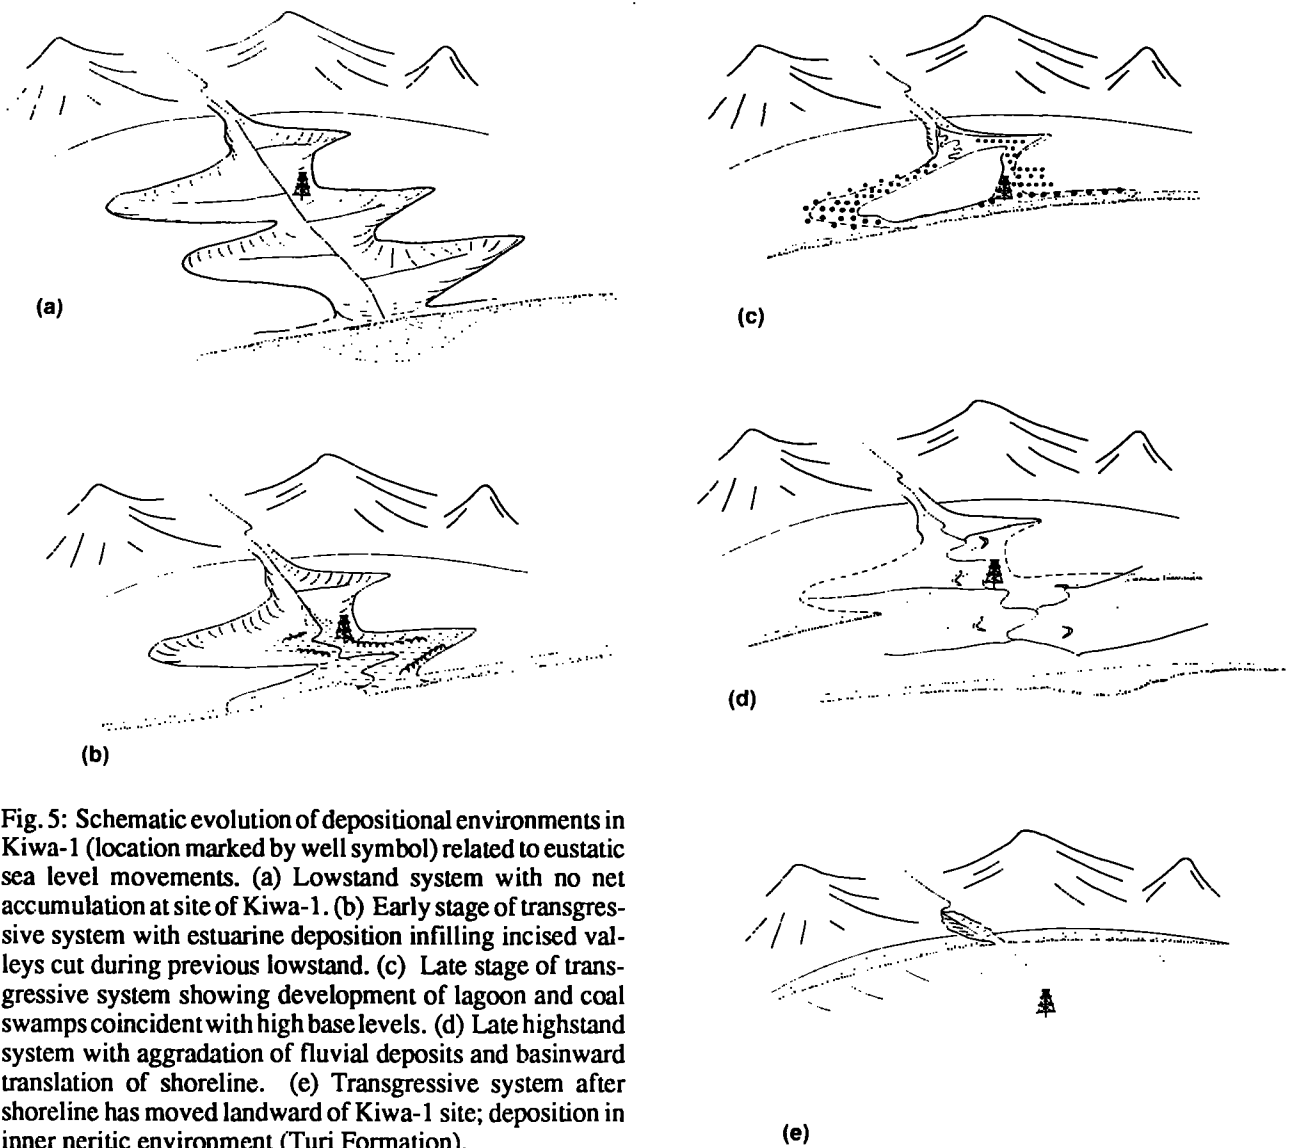 (a)
(c)
(b)
(d)
(e)
Fig. 5: Schematic evolution of depositional environments in
Kiwa-1 (location marked by well symbol) related to eustatic
sea level movements. (a) Lowstand system with no net
accumulation at site of Kiwa-1. (b) Early stage of transgres-
sive system with estuarine deposition infilling incised val-
leys cut during previous lowstand. (c) Late stage of trans-
gressive system showing development of lagoon and coal
swamps coincident with high base levels. (d) Late highstand
system with aggradation of fluvial deposits and basinward
translation of shoreline. (e) Transgressive system after
shoreline has moved landward of Kiwa-1 site; deposition in
inner neritic environment (Turi Formation).